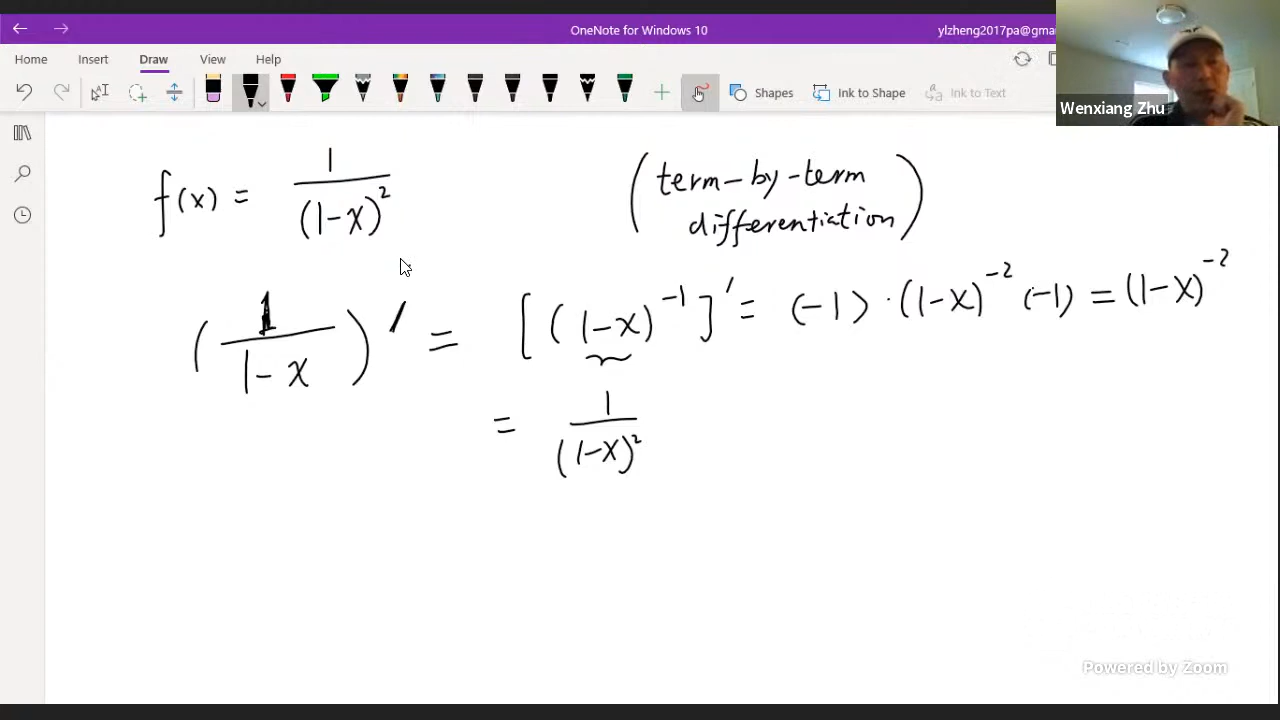 OneNote for Windows 10
ylzheng2017pa@gma
Home Insert Draw View Help
Shapes Ink to Shape Ink to Text
Wenxiang Zhu
f(x) = 1/(1-x)² (term-by-term differentiation)
(1/(1-x))' = [(1-x)⁻¹]' = (-1)·(1-x)⁻²(-1) = (1-x)⁻²
= 1/(1-x)²
Powered by Zoom